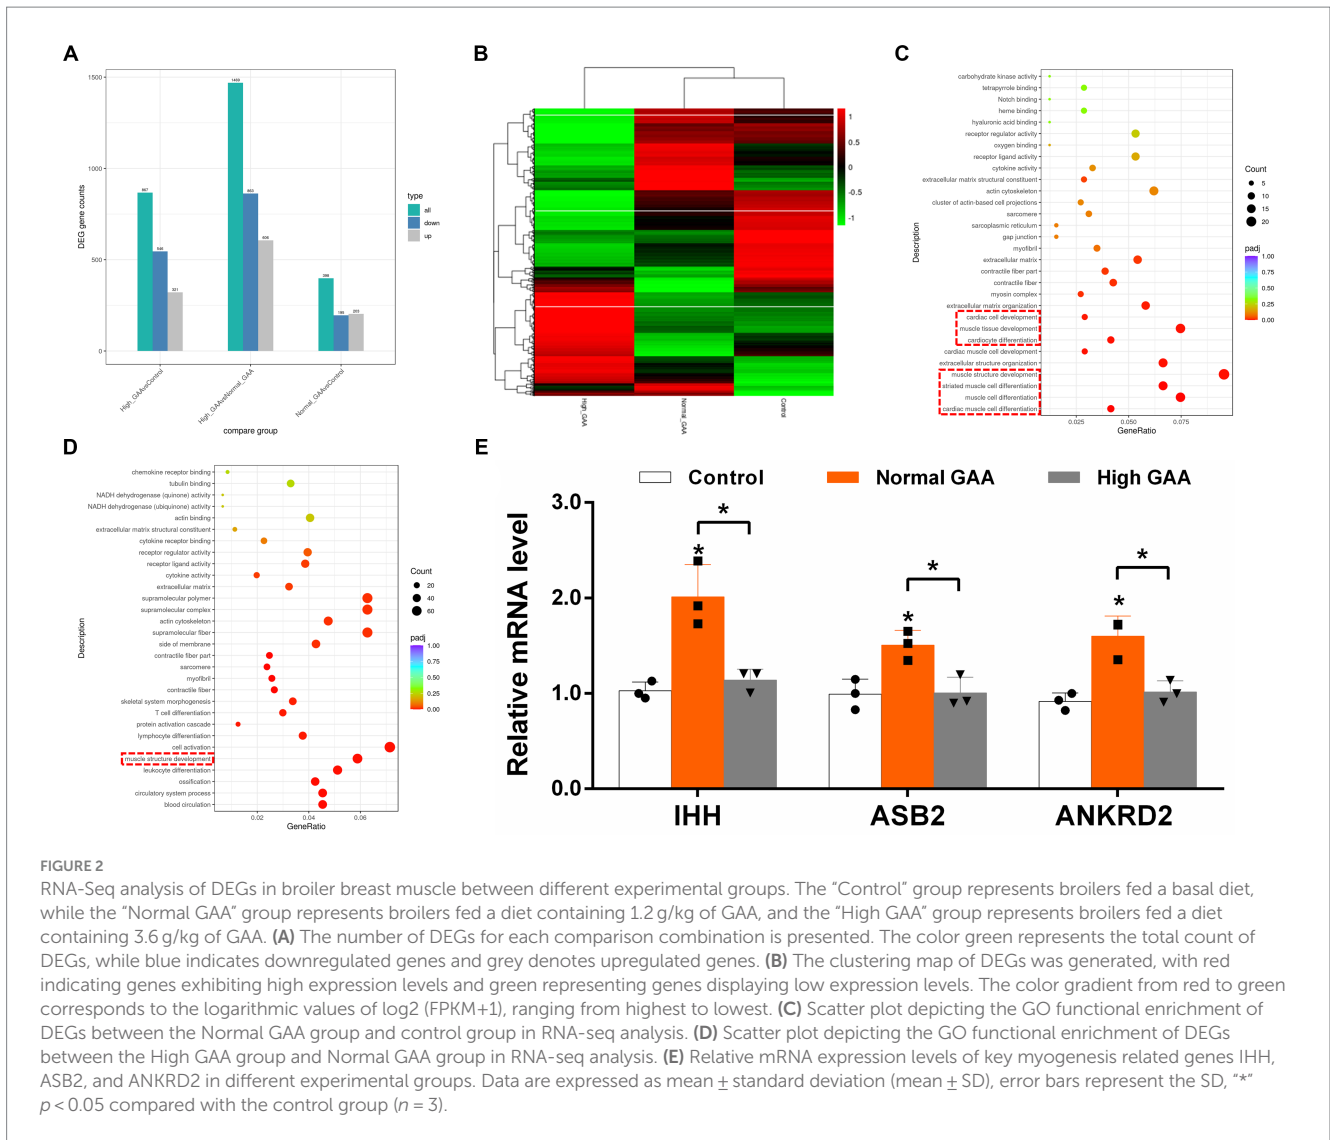 A
1500
1000
500
0
DEG gene counts
867
546
321
1469
863
606
398
195
203
High_GAAvsControl
High_GAAvsNormal_GAA
Normal_GAAvsControl
compare group
type
all
down
up
B
1
0.5
0
-0.5
-1
High_GAA
Normal_GAA
Control
C
Description
carbohydrate kinase activity
tetrapyrrole binding
Notch binding
heme binding
hyaluronic acid binding
receptor regulator activity
oxygen binding
receptor ligand activity
cytokine activity
extracellular matrix structural constituent
actin cytoskeleton
cluster of actin-based cell projections
sarcomere
sarcoplasmic reticulum
gap junction
myofibril
extracellular matrix
contractile fiber part
contractile fiber
myosin complex
extracellular matrix organization
cardiac cell development
muscle tissue development
cardiocyte differentiation
cardiac muscle cell development
extracellular structure organization
muscle structure development
striated muscle cell differentiation
muscle cell differentiation
cardiac muscle cell differentiation
0.025
0.050
0.075
GeneRatio
Count
5
10
15
20
padj
1.00
0.75
0.50
0.25
0.00
D
Description
chemokine receptor binding
tubulin binding
NADH dehydrogenase (quinone) activity
NADH dehydrogenase (ubiquinone) activity
actin binding
extracellular matrix structural constituent
cytokine receptor binding
receptor regulator activity
receptor ligand activity
cytokine activity
extracellular matrix
supramolecular polymer
supramolecular complex
actin cytoskeleton
supramolecular fiber
side of membrane
contractile fiber part
sarcomere
myofibril
contractile fiber
skeletal system morphogenesis
T cell differentiation
protein activation cascade
lymphocyte differentiation
cell activation
muscle structure development
leukocyte differentiation
ossification
circulatory system process
blood circulation
0.02
0.04
0.06
GeneRatio
Count
20
40
60
padj
1.00
0.75
0.50
0.25
0.00
E
Control
Normal GAA
High GAA
Relative mRNA level
3.0
2.0
1.0
0.0
*
*
*
*
*
*
IHH
ASB2
ANKRD2
FIGURE 2
RNA-Seq analysis of DEGs in broiler breast muscle between different experimental groups. The “Control” group represents broilers fed a basal diet,
while the “Normal GAA” group represents broilers fed a diet containing 1.2 g/kg of GAA, and the “High GAA” group represents broilers fed a diet
containing 3.6 g/kg of GAA. (A) The number of DEGs for each comparison combination is presented. The color green represents the total count of
DEGs, while blue indicates downregulated genes and grey denotes upregulated genes. (B) The clustering map of DEGs was generated, with red
indicating genes exhibiting high expression levels and green representing genes displaying low expression levels. The color gradient from red to green
corresponds to the logarithmic values of log2 (FPKM+1), ranging from highest to lowest. (C) Scatter plot depicting the GO functional enrichment of
DEGs between the Normal GAA group and control group in RNA-seq analysis. (D) Scatter plot depicting the GO functional enrichment of DEGs
between the High GAA group and Normal GAA group in RNA-seq analysis. (E) Relative mRNA expression levels of key myogenesis related genes IHH,
ASB2, and ANKRD2 in different experimental groups. Data are expressed as mean ± standard deviation (mean ± SD), error bars represent the SD, “*”
p < 0.05 compared with the control group (n = 3).